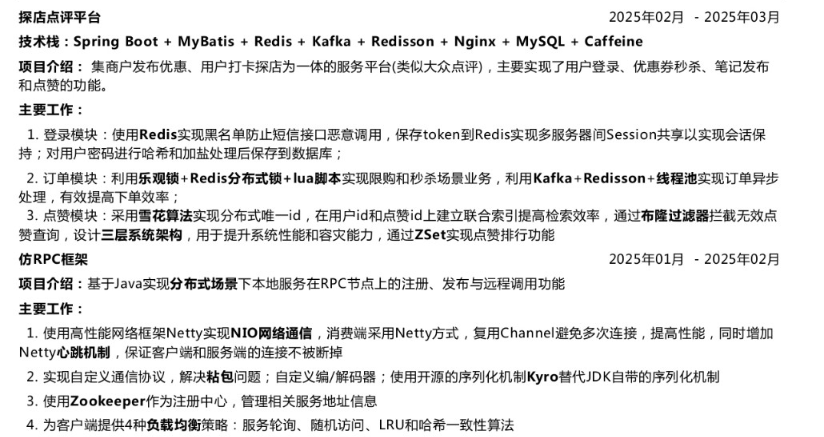 探店点评平台 2025年02月 - 2025年03月
技术栈：Spring Boot + MyBatis + Redis + Kafka + Redisson + Nginx + MySQL + Caffeine
项目介绍： 集商户发布优惠、用户打卡探店为一体的服务平台(类似大众点评)，主要实现了用户登录、优惠券秒杀、笔记发布
和点赞的功能。
主要工作：
1. 登录模块：使用Redis实现黑名单防止短信接口恶意调用，保存token到Redis实现多服务器间Session共享以实现会话保
持；对用户密码进行哈希和加盐处理后保存到数据库；
2. 订单模块：利用乐观锁+Redis分布式锁+lua脚本实现限购和秒杀场景业务，利用Kafka+Redisson+线程池实现订单异步
处理，有效提高下单效率；
3. 点赞模块：采用雪花算法实现分布式唯一id，在用户id和点赞id上建立联合索引提高检索效率，通过布隆过滤器拦截无效点
赞查询，设计三层系统架构，用于提升系统性能和容灾能力，通过ZSet实现点赞排行功能
仿RPC框架 2025年01月 - 2025年02月
项目介绍：基于Java实现分布式场景下本地服务在RPC节点上的注册、发布与远程调用功能
主要工作：
1. 使用高性能网络框架Netty实现NIO网络通信，消费端采用Netty方式，复用Channel避免多次连接，提高性能，同时增加
Netty心跳机制，保证客户端和服务端的连接不被断掉
2. 实现自定义通信协议，解决粘包问题；自定义编/解码器；使用开源的序列化机制Kyro替代JDK自带的序列化机制
3. 使用Zookeeper作为注册中心，管理相关服务地址信息
4. 为客户端提供4种负载均衡策略：服务轮询、随机访问、LRU和哈希一致性算法